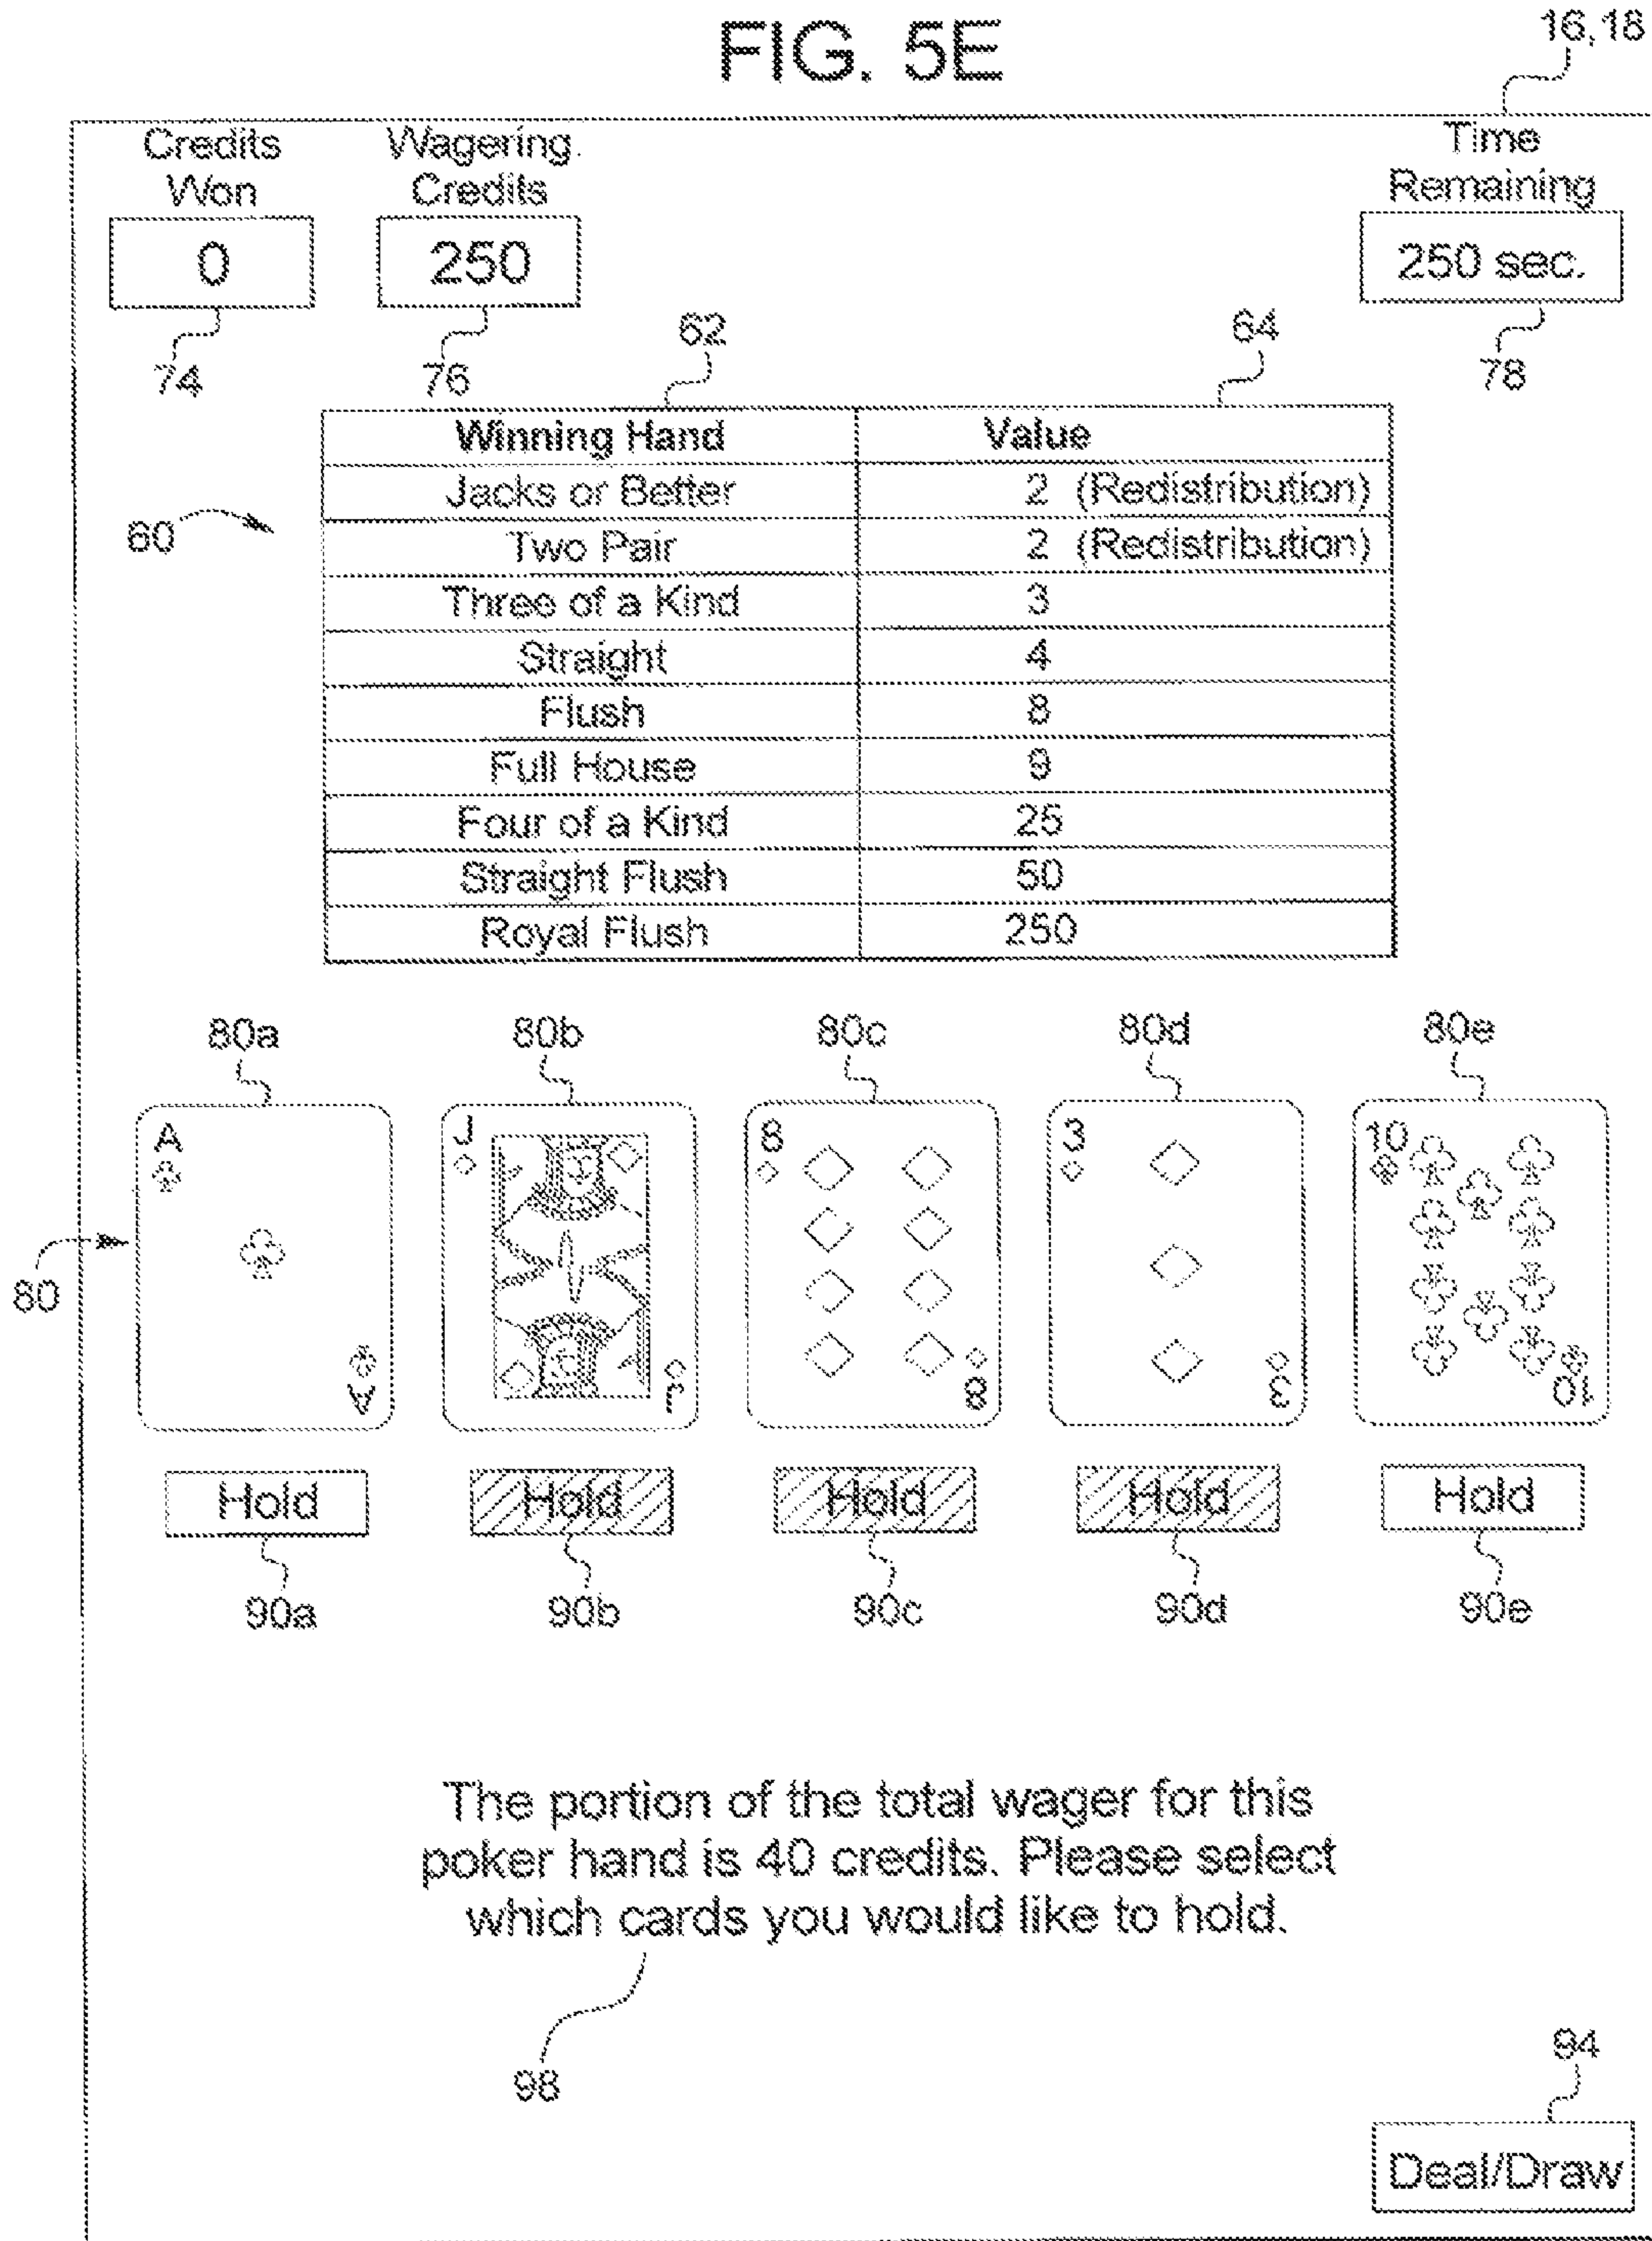 FIG. 5E
16,18
Credits Won
Wagering Credits
Time Remaining
0
250
250 sec.
74
76
62
64
78
Winning Hand Value
Jacks or Better 2 (Redistribution)
60
Two Pair 2 (Redistribution)
Three of a Kind 3
Straight 4
Flush 8
Full House 9
Four of a Kind 25
Straight Flush 50
Royal Flush 250
80a 80b 80c 80d 80e
A J 8 3 10
80
A J 8 3 10
Hold Hold Hold Hold Hold
90a 90b 90c 90d 90e
The portion of the total wager for this
poker hand is 40 credits. Please select
which cards you would like to hold.
98
94
Deal/Draw